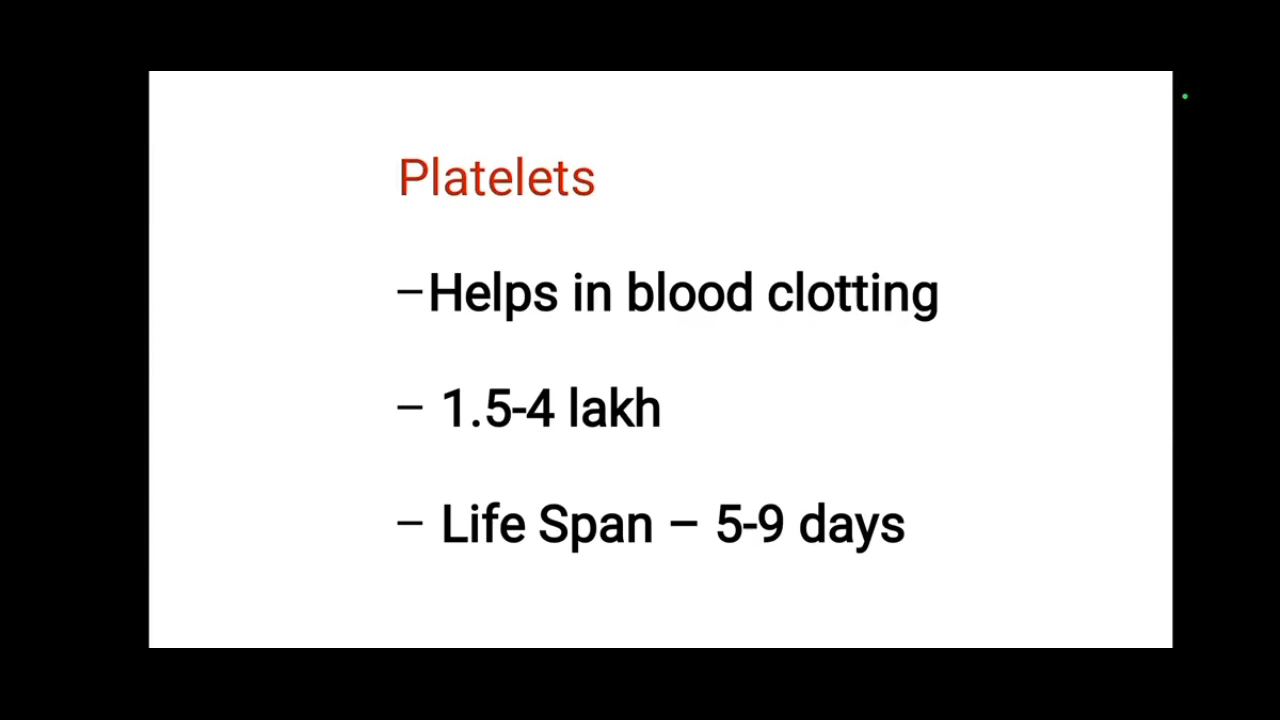 Platelets
–Helps in blood clotting
– 1.5-4 lakh
– Life Span – 5-9 days